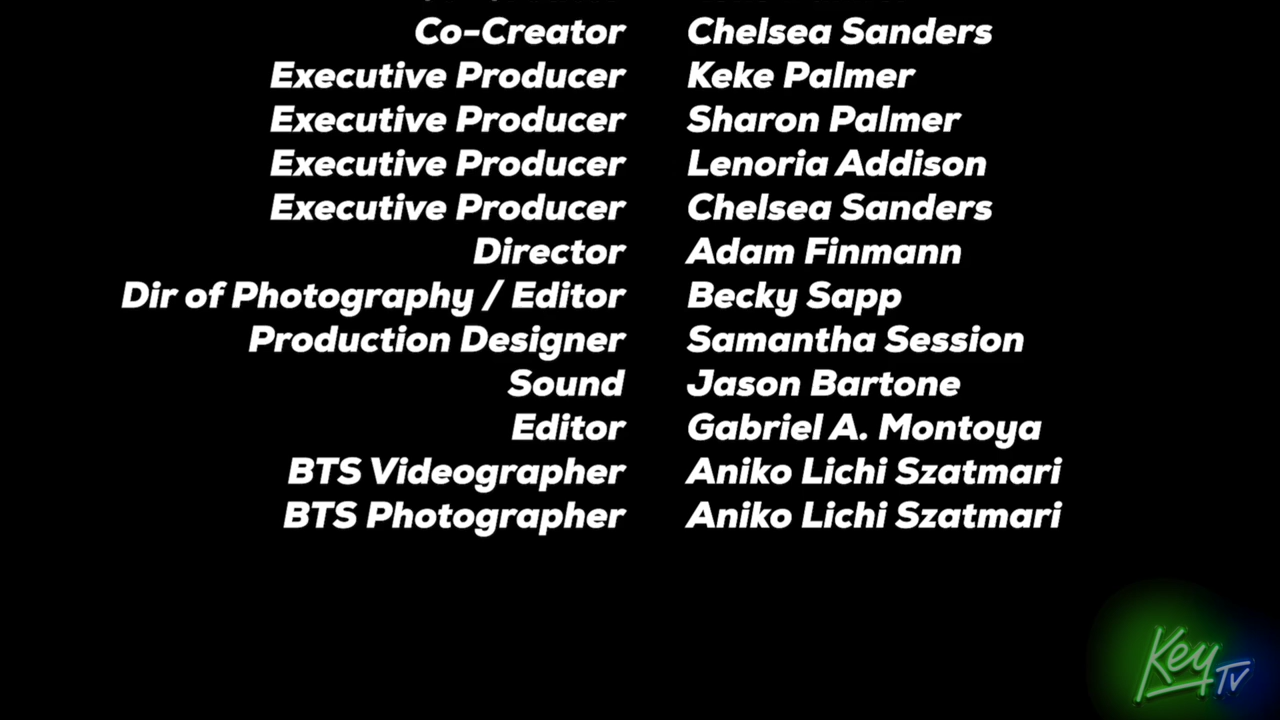 Co-Creator Chelsea Sanders
Executive Producer Keke Palmer
Executive Producer Sharon Palmer
Executive Producer Lenoria Addison
Executive Producer Chelsea Sanders
Director Adam Finmann
Dir of Photography / Editor Becky Sapp
Production Designer Samantha Session
Sound Jason Bartone
Editor Gabriel A. Montoya
BTS Videographer Aniko Lichi Szatmari
BTS Photographer Aniko Lichi Szatmari
Key TV